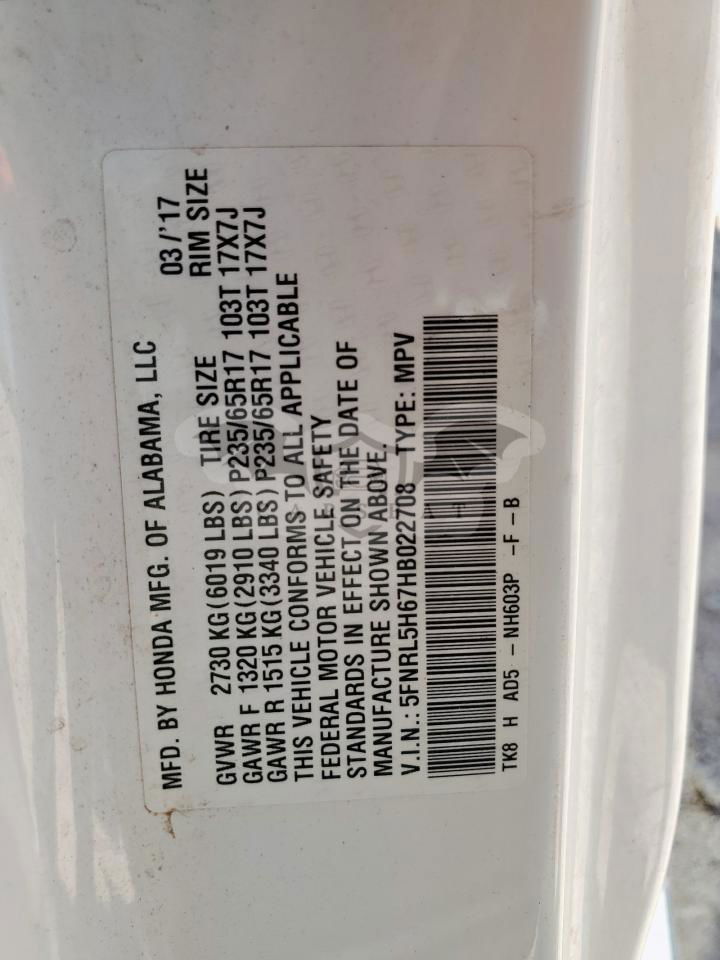 MFD. BY HONDA MFG. OF ALABAMA, LLC 03/'17
GVWR 2730 KG(6019 LBS) TIRE SIZE RIM SIZE
GAWR F 1320 KG(2910 LBS)P235/65R17 103T 17X7J
GAWR R 1515 KG(3340 LBS)P235/65R17 103T 17X7J
THIS VEHICLE CONFORMS TO ALL APPLICABLE
FEDERAL MOTOR VEHICLE SAFETY
STANDARDS IN EFFECT ON THE DATE OF
MANUFACTURE SHOWN ABOVE.
V.I.N.: 5FNRL5H67HB022708 TYPE: MPV
TK8 H AD5 -NH603P -F-B